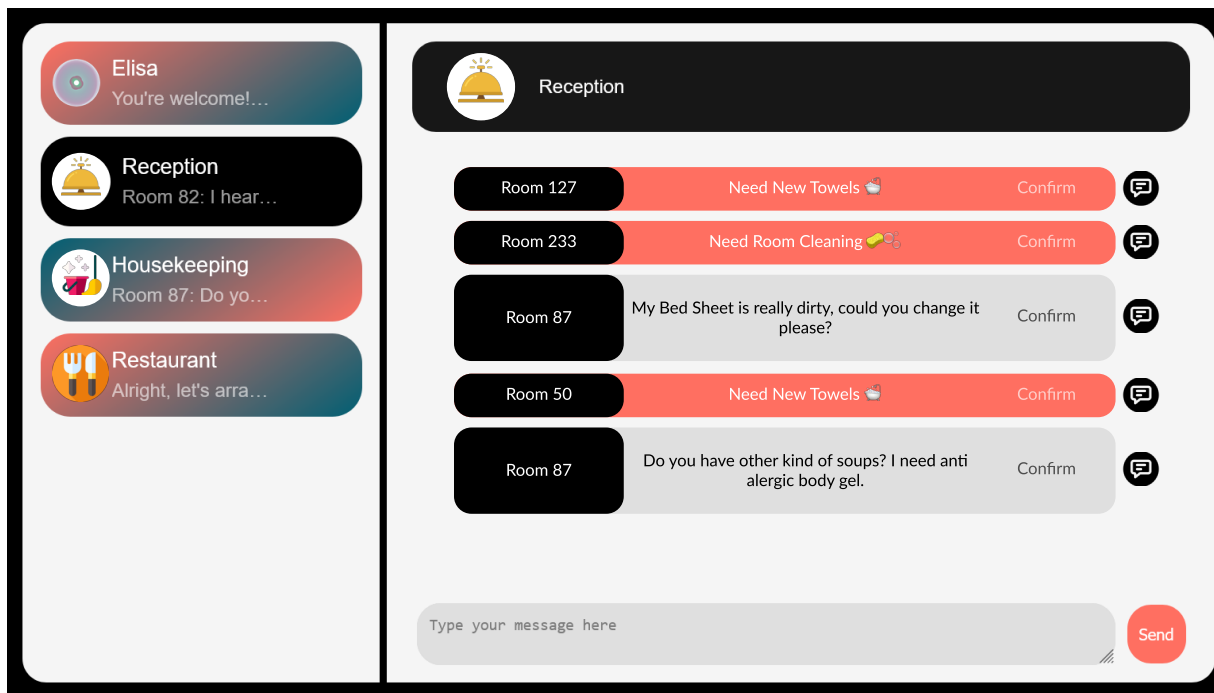 Elisa
You're welcome!...
Reception
Room 82: I hear...
Housekeeping
Room 87: Do yo...
Restaurant
Alright, let's arra...
Reception
Room 127 Need New Towels Confirm
Room 233 Need Room Cleaning Confirm
Room 87 My Bed Sheet is really dirty, could you change it
please? Confirm
Room 50 Need New Towels Confirm
Room 87 Do you have other kind of soups? I need anti
alergic body gel. Confirm
Type your message here
Send